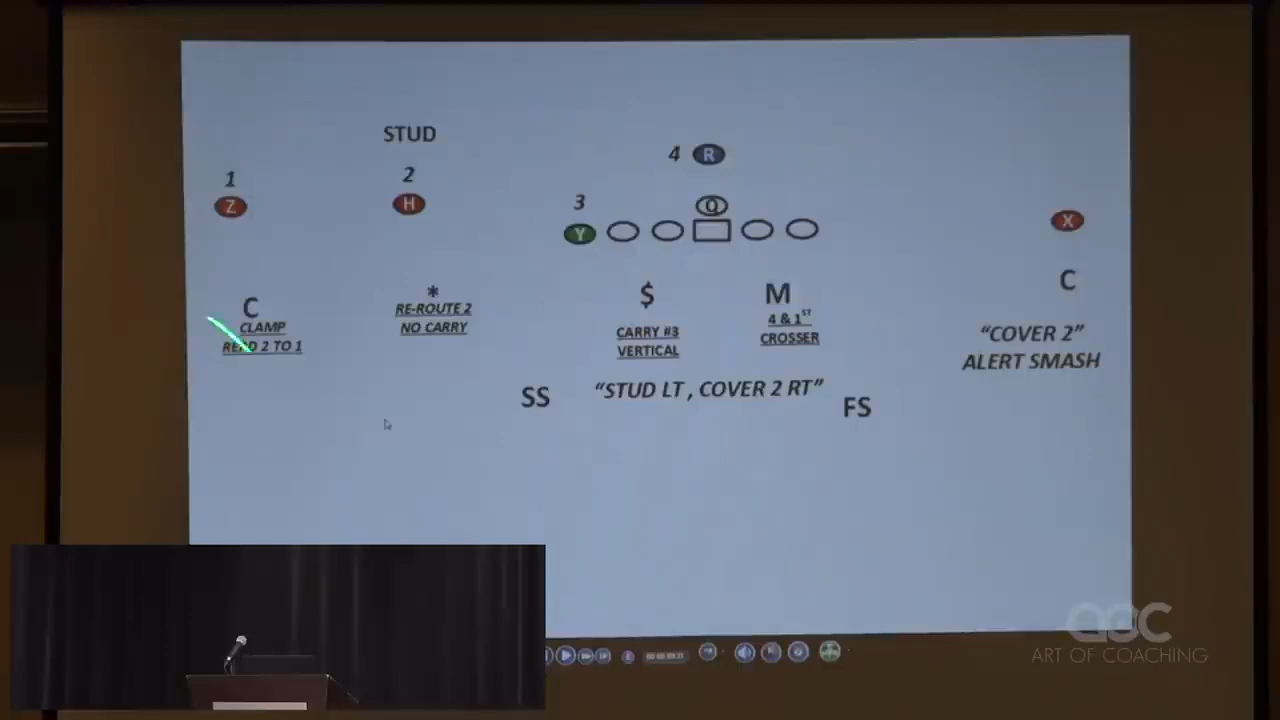 STUD
4 R
1
2
Z
H
3
Q
Y
X
C
CLAMP
READ 2 TO 1
*
RE-ROUTE 2
NO CARRY
$
CARRY #3
VERTICAL
M
4 & 1ST
CROSSER
C
"COVER 2"
ALERT SMASH
SS
"STUD LT , COVER 2 RT"
FS
aoc
ART OF COACHING